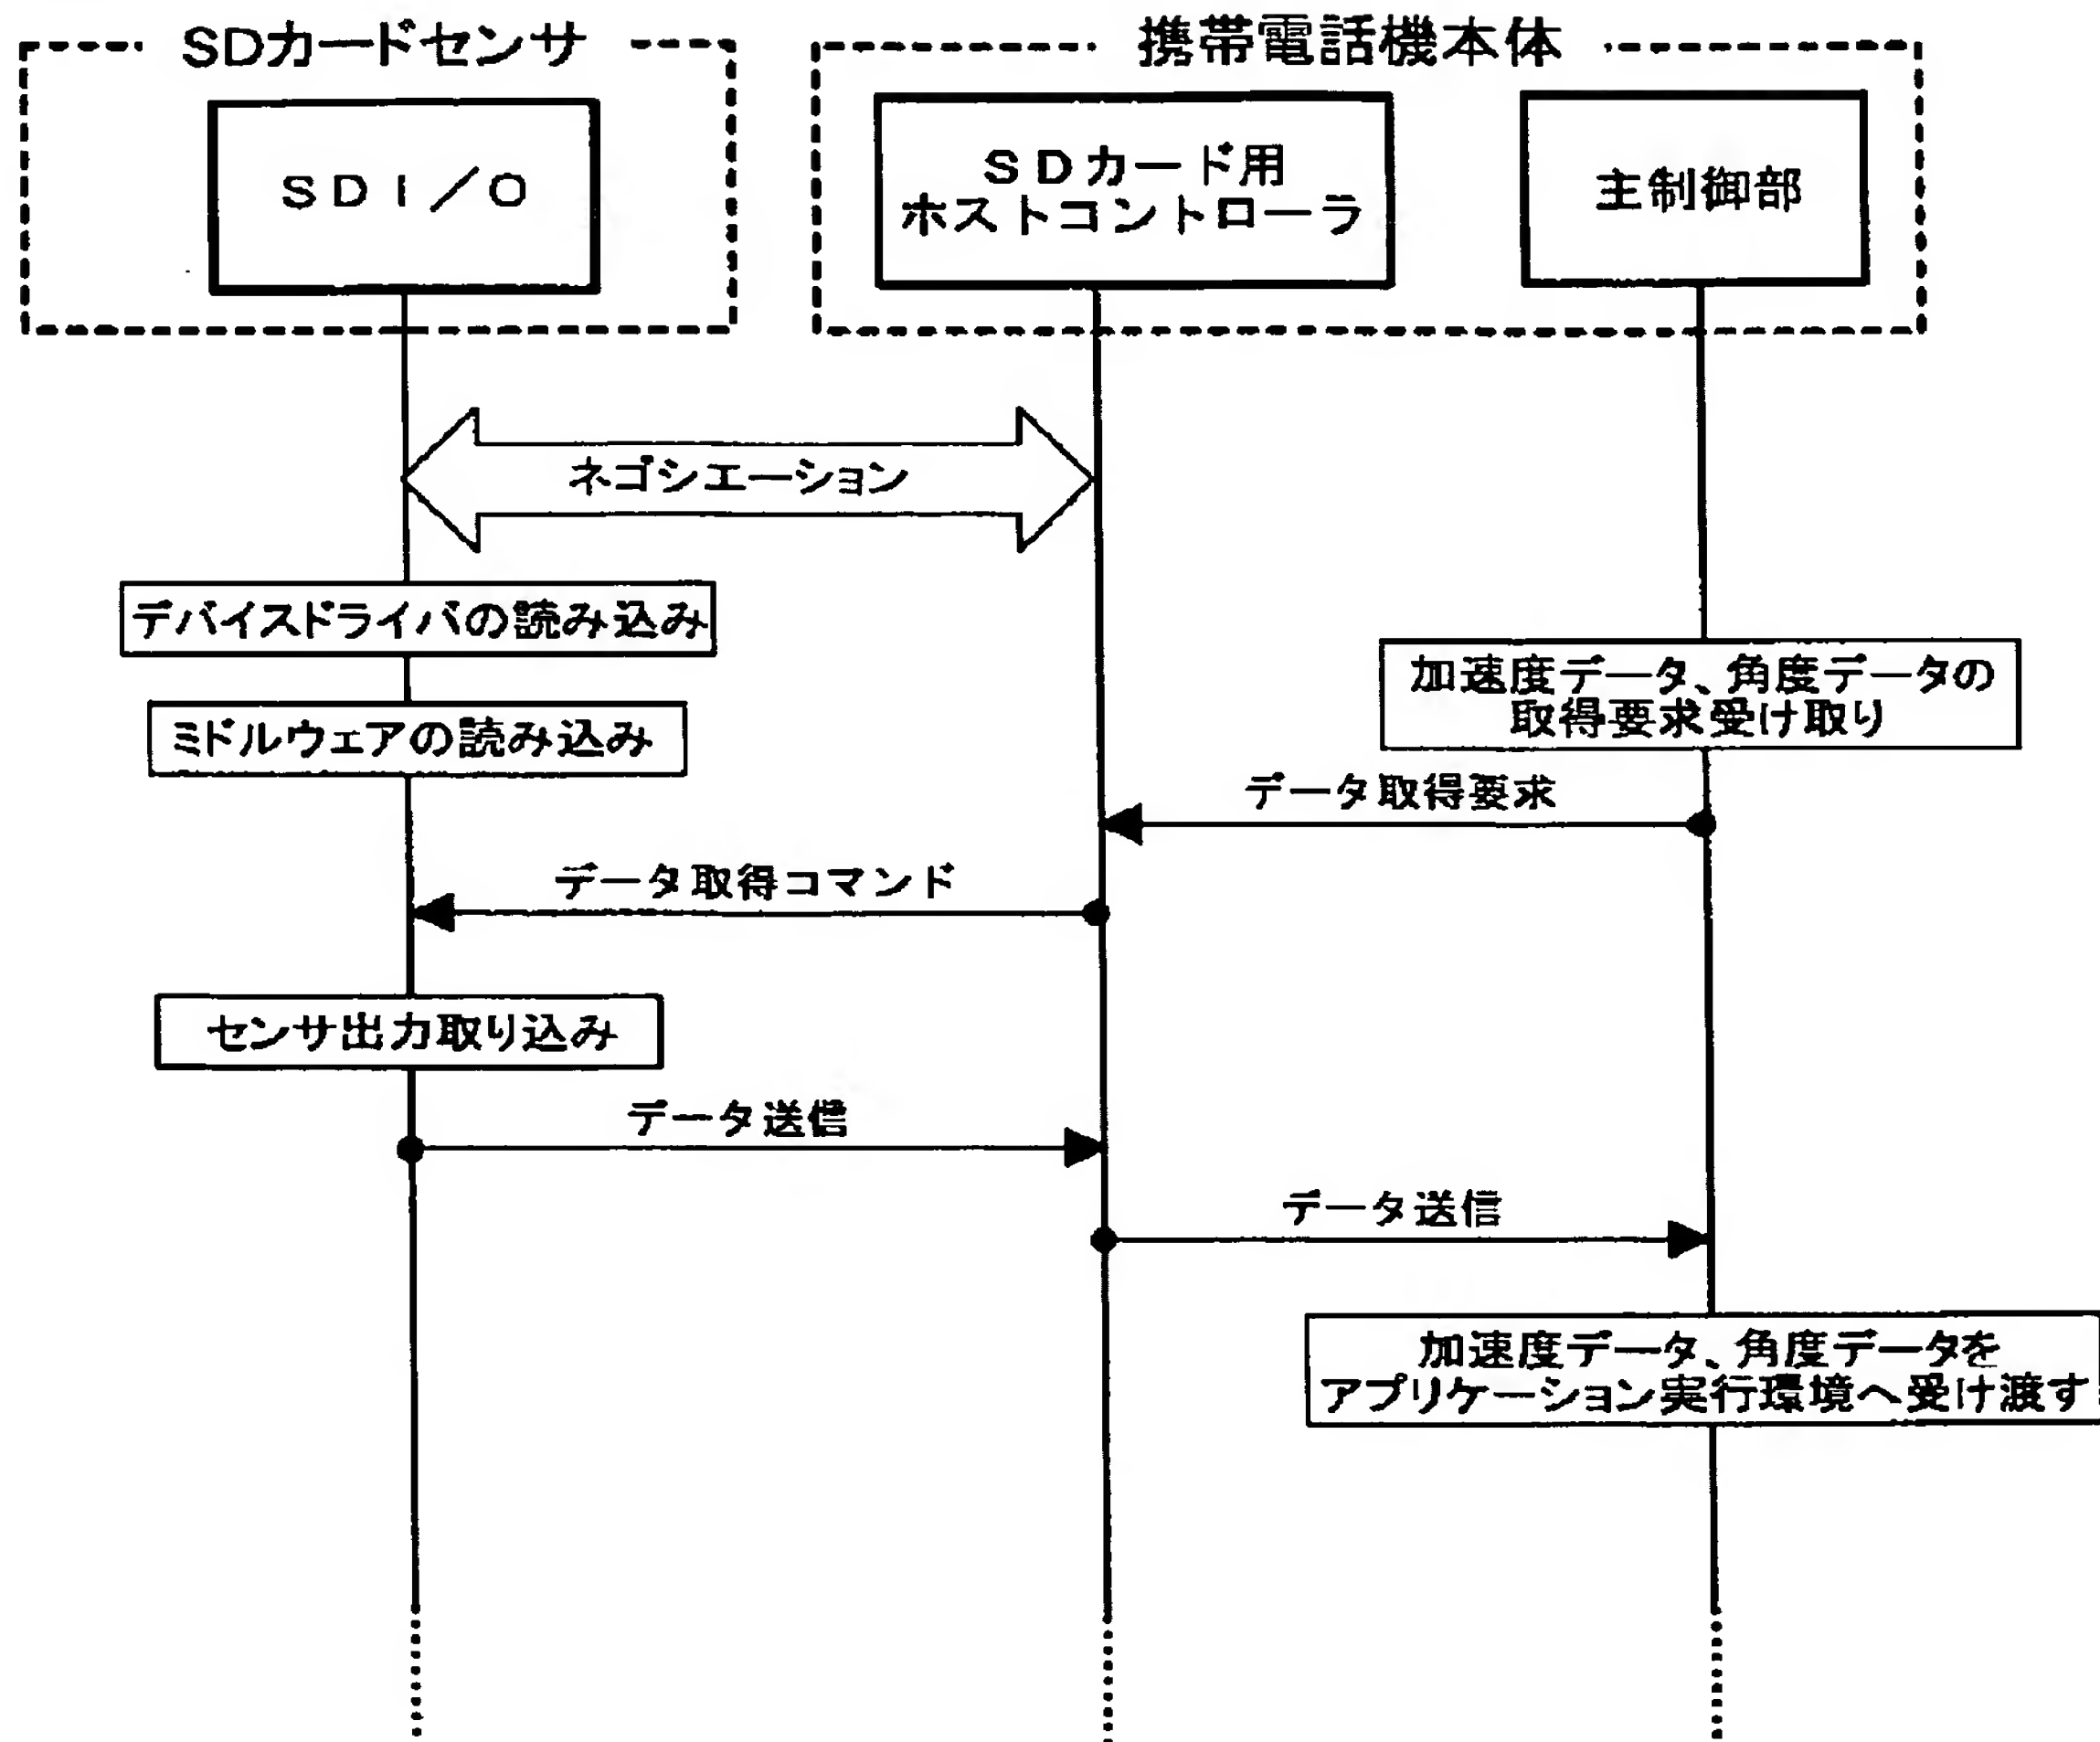 SDカードセンサ
携帯電話機本体
SDI／O
SDカード用
ホストコントローラ
主制御部
ネゴシエーション
デバイスドライバの読み込み
加速度データ、角度データの
取得要求受け取り
ミドルウェアの読み込み
データ取得要求
データ取得コマンド
センサ出力取り込み
データ送信
データ送信
加速度データ、角度データを
アプリケーション実行環境へ受け渡す